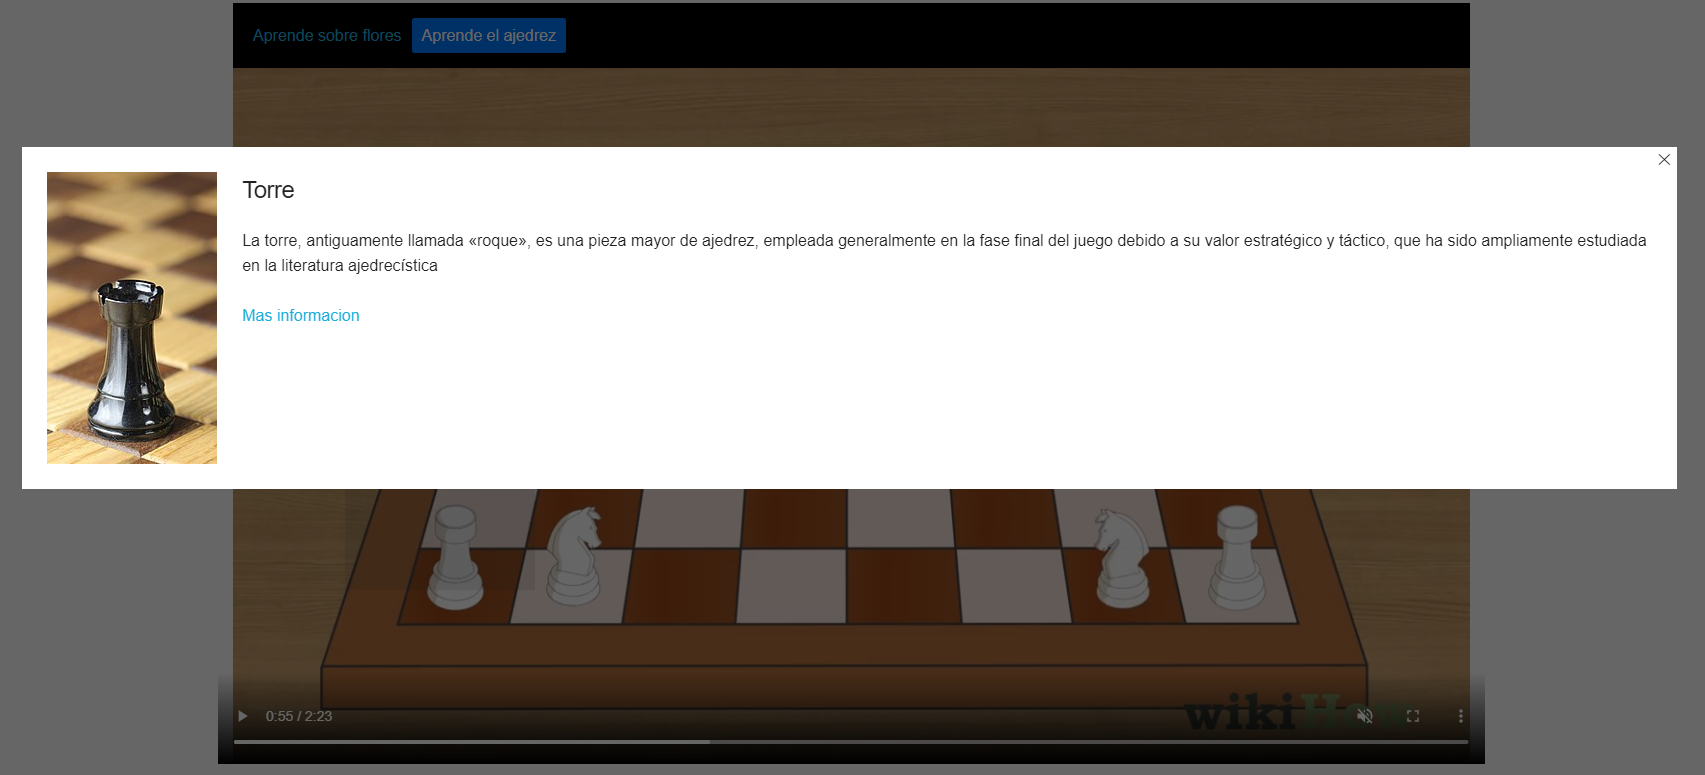 Aprende sobre flores Aprende el ajedrez
Torre
La torre, antiguamente llamada «roque», es una pieza mayor de ajedrez, empleada generalmente en la fase final del juego debido a su valor estratégico y táctico, que ha sido ampliamente estudiada
en la literatura ajedrecística
Mas informacion
wikiHow
0:55 / 2:23